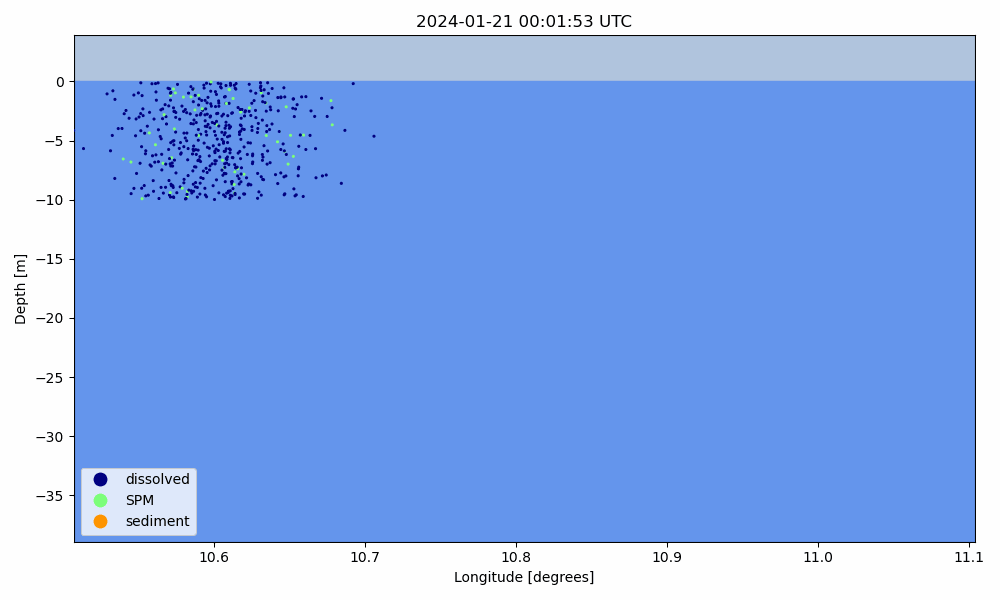 2024-01-21 00:01:53 UTC
Depth [m]
0
−5
−10
−15
−20
−25
−30
−35
dissolved
SPM
sediment
10.6 10.7 10.8 10.9 11.0 11.1
Longitude [degrees]